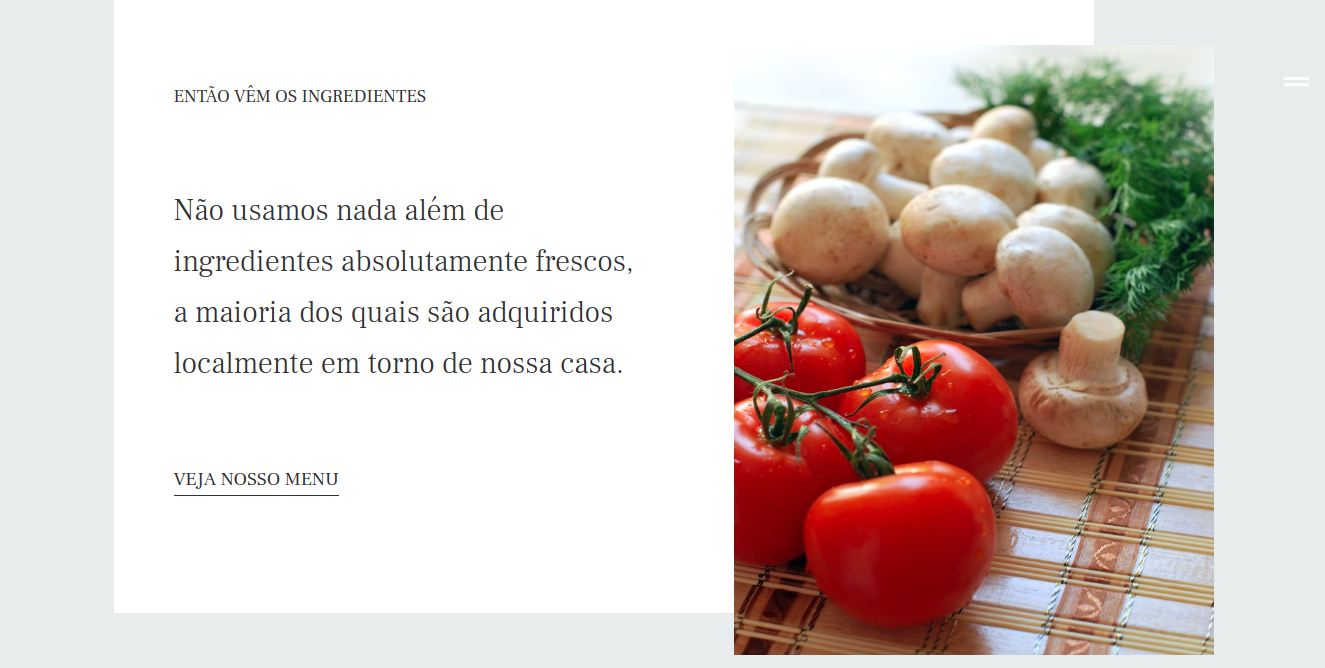 ENTÃO VÊM OS INGREDIENTES
Não usamos nada além de
ingredientes absolutamente frescos,
a maioria dos quais são adquiridos
localmente em torno de nossa casa.
VEJA NOSSO MENU